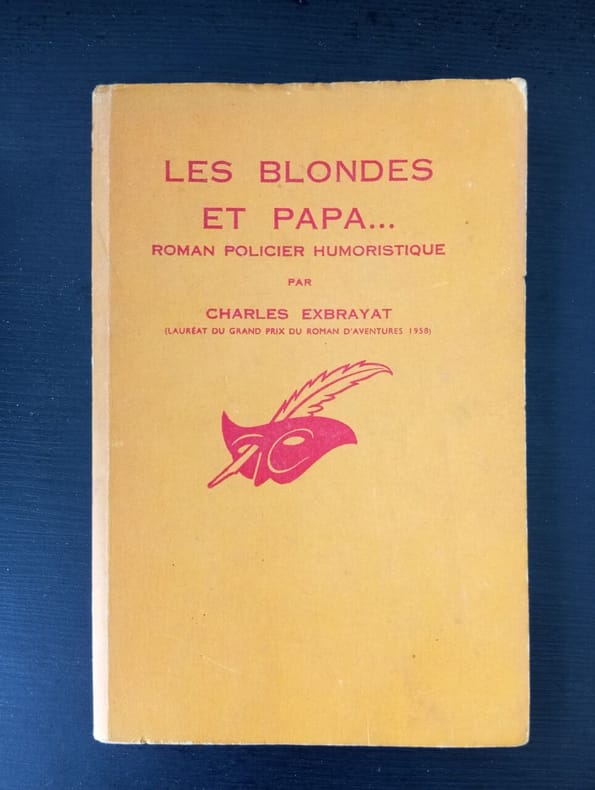 LES BLONDES
ET PAPA...
ROMAN POLICIER HUMORISTIQUE
PAR
CHARLES EXBRAYAT
(LAURÉAT DU GRAND PRIX DU ROMAN D'AVENTURES 1958)